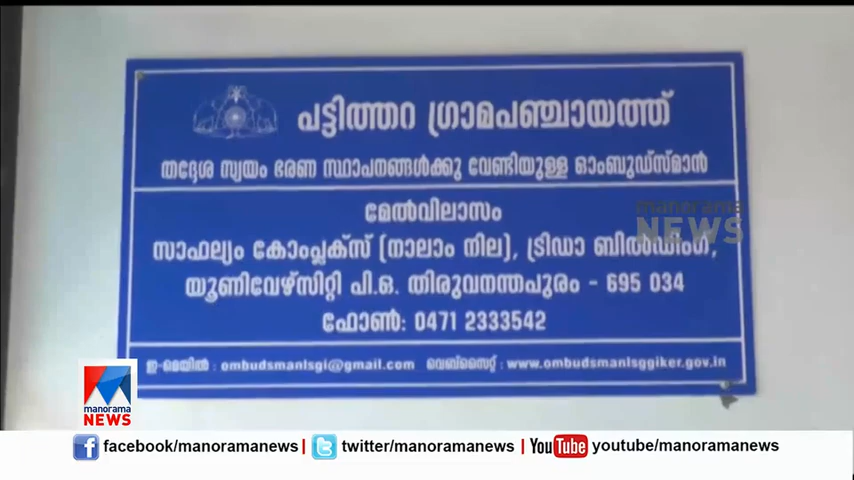 പട്ടിത്തറ ഗ്രാമപഞ്ചായത്ത്
തദ്ദേശ സ്വയം ഭരണ സ്ഥാപനങ്ങൾക്കു വേണ്ടിയുള്ള ഓംബുഡ്സ്മാൻ
മേൽവിലാസം
സാഫല്യം കോംപ്ലക്സ് (നാലാം നില), ട്രിഡാ ബിൽഡിംഗ്,
യൂണിവേഴ്സിറ്റി പി.ഒ. തിരുവനന്തപുരം - 695 034
ഫോൺ: 0471 2333542
ഇ-മെയിൽ : ombudsmanlsgi@gmail.com വെബ്സൈറ്റ് : www.ombudsmanlsggiker.gov.in
manorama
NEWS
manorama
NEWS
facebook/manoramanews | twitter/manoramanews | YouTube youtube/manoramanews